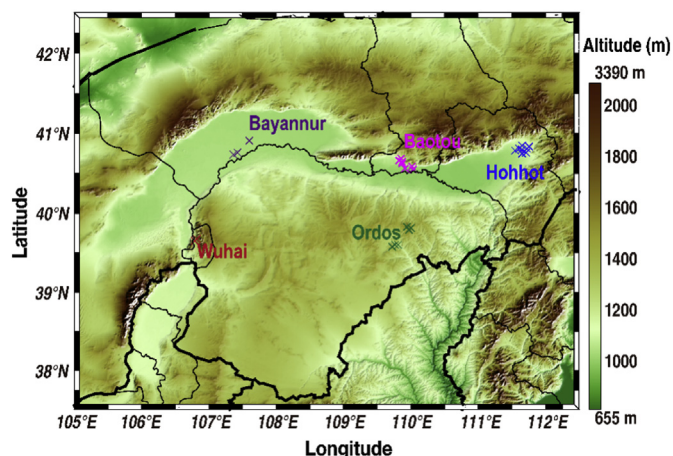 42°N
41°N
40°N
39°N
38°N
Latitude
105°E 106°E 107°E 108°E 109°E 110°E 111°E 112°E
Longitude
Bayannur
Baotou
Hohhot
Wuhai
Ordos
Altitude (m)
3390 m
2000
1800
1600
1400
1200
1000
655 m